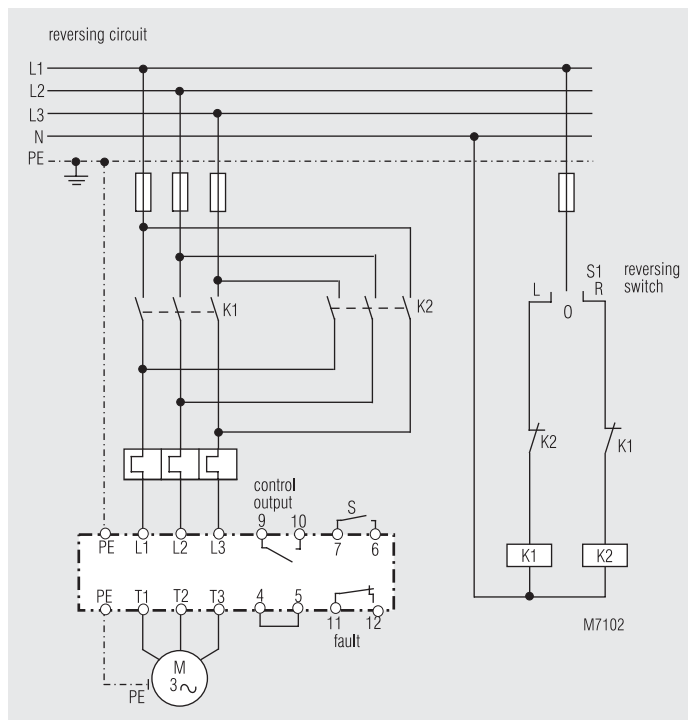 reversing circuit
L1
L2
L3
N
PE
S1
L R
O
reversing
switch
K1 K2
K2 K1
control
output
9 10 S
7 6
PE L1 L2 L3
K1 K2
PE T1 T2 T3 4 5
11 12
fault
M7102
M
3~
PE